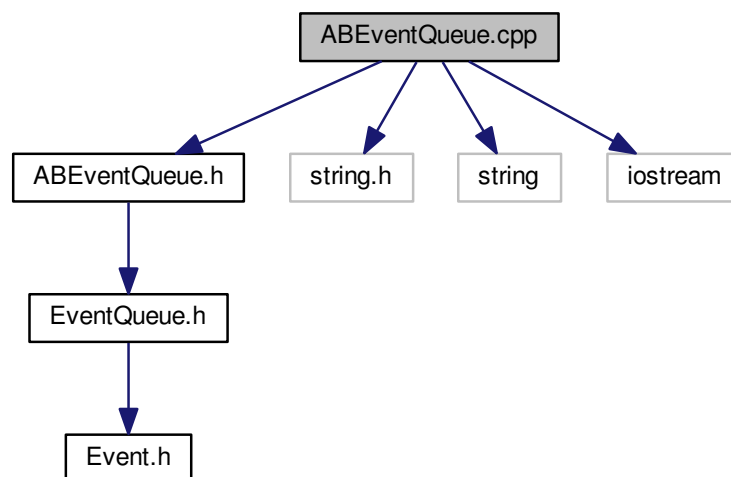 ABEventQueue.cpp
ABEventQueue.h
string.h
string
iostream
EventQueue.h
Event.h